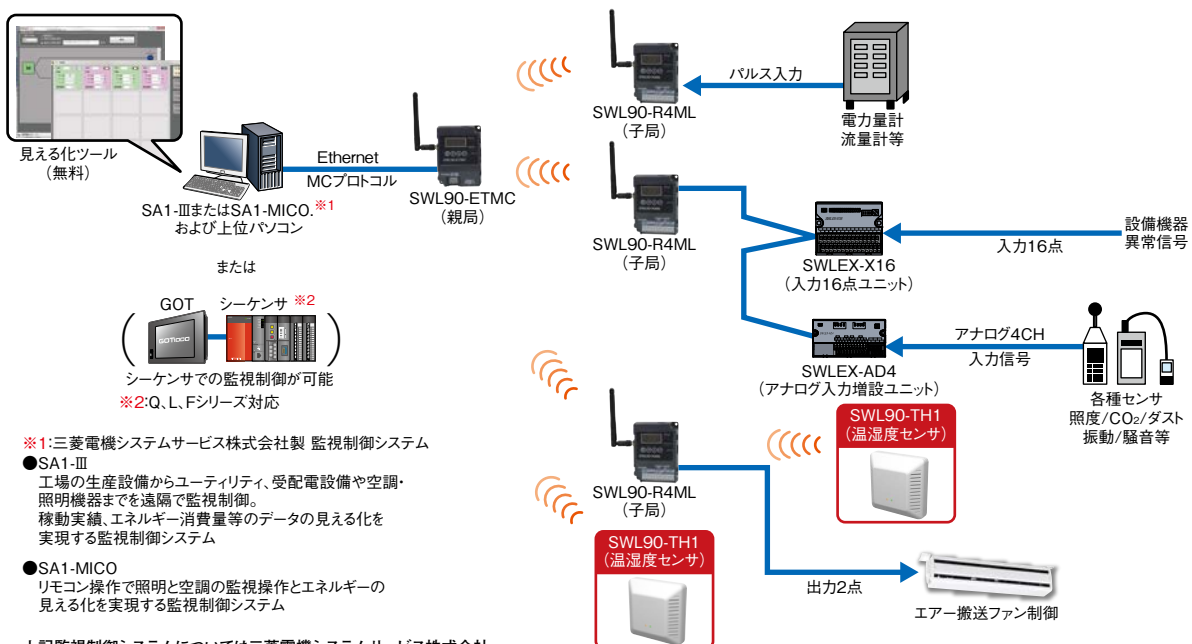 見える化ツール
（無料）
Ethernet
MCプロトコル
SA1-ⅢまたはSA1-MICO.※1
および上位パソコン
SWL90-ETMC
（親局）
または
GOT
シーケンサ ※2
シーケンサでの監視制御が可能
※2:Q、L、Fシリーズ対応
SWL90-R4ML
（子局）
パルス入力
電力量計
流量計等
SWL90-R4ML
（子局）
SWLEX-X16
（入力16点ユニット）
入力16点
設備機器
異常信号
SWLEX-AD4
（アナログ入力増設ユニット）
アナログ4CH
入力信号
各種センサ
照度/CO₂/ダスト
振動/騒音等
SWL90-R4ML
（子局）
SWL90-TH1
（温湿度センサ）
SWL90-TH1
（温湿度センサ）
出力2点
エアー搬送ファン制御
※1:三菱電機システムサービス株式会社製 監視制御システム
●SA1-Ⅲ
工場の生産設備からユーティリティ、受配電設備や空調・
照明機器までを遠隔で監視制御。
稼動実績、エネルギー消費量等のデータの見える化を
実現する監視制御システム
●SA1-MICO
リモコン操作で照明と空調の監視操作とエネルギーの
見える化を実現する監視制御システム